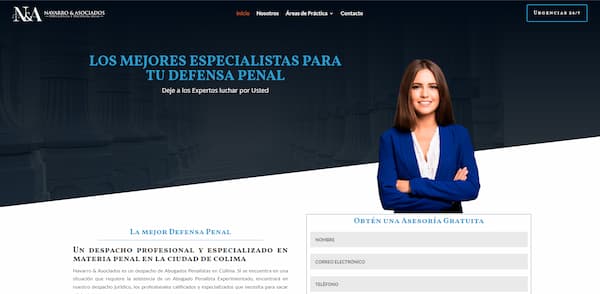 N&A NAVARRO & ASOCIADOS
Inicio Nosotros Áreas de Práctica Contacto
URGENCIAS 24/7
LOS MEJORES ESPECIALISTAS PARA
TU DEFENSA PENAL
Deje a los Expertos luchar por Usted
LA MEJOR DEFENSA PENAL
UN DESPACHO PROFESIONAL Y ESPECIALIZADO EN
MATERIA PENAL EN LA CIUDAD DE COLIMA
Navarro & Asociados es un despacho de Abogados Penalistas en Colima. Si se encuentra en una
situación que requiere la asistencia de un Abogado Penalista Experimentado, encontrará en
nuestro despacho jurídico, los profesionales calificados y especializados que necesita para sacar
OBTÉN UNA ASESORÍA GRATUITA
NOMBRE
CORREO ELECTRÓNICO
TELÉFONO